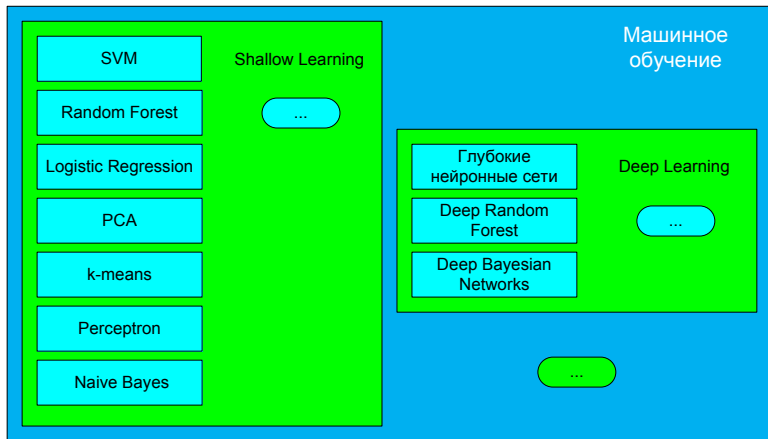 Машинное
обучение
Shallow Learning
SVM
Random Forest
Logistic Regression
PCA
k-means
Perceptron
Naive Bayes
...
Deep Learning
Глубокие
нейронные сети
Deep Random
Forest
Deep Bayesian
Networks
...
...